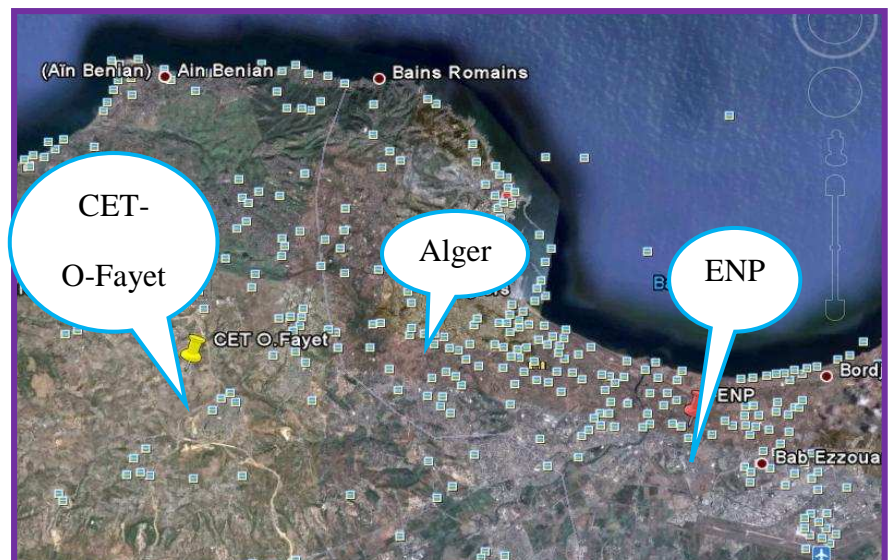 (Aïn Benian) Ain Benian
Bains Romains
CET-
O-Fayet
Alger
ENP
CET O.Fayet
ENP
Bordj
Bab Ezzoua